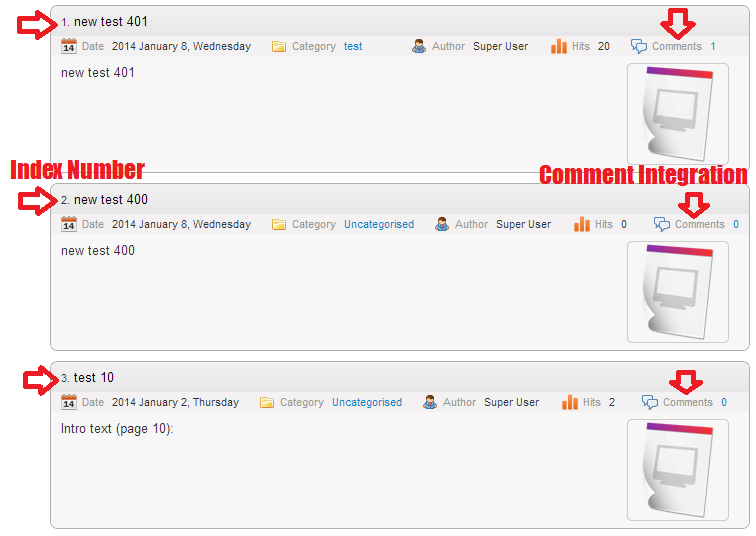 1. new test 401
14 Date 2014 January 8, Wednesday Category test Author Super User Hits 20 Comments 1
new test 401
Index Number
Comment Integration
2. new test 400
14 Date 2014 January 8, Wednesday Category Uncategorised Author Super User Hits 0 Comments 0
new test 400
3. test 10
14 Date 2014 January 2, Thursday Category Uncategorised Author Super User Hits 2 Comments 0
Intro text (page 10):